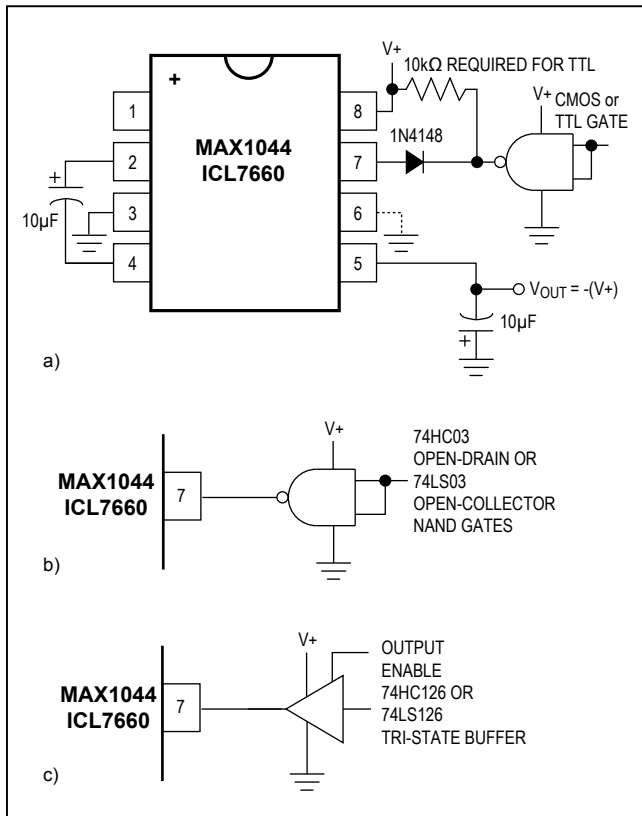 V+
10kΩ REQUIRED FOR TTL
+
1
8
V+
CMOS or
TTL GATE
MAX1044
ICL7660
1N4148
2
7
+
10µF
3
6
4
5
VOUT = -(V+)
10µF
+
a)
V+
74HC03
OPEN-DRAIN OR
74LS03
OPEN-COLLECTOR
NAND GATES
MAX1044
ICL7660
7
b)
V+
OUTPUT
ENABLE
74HC126 OR
74LS126
TRI-STATE BUFFER
MAX1044
ICL7660
7
c)